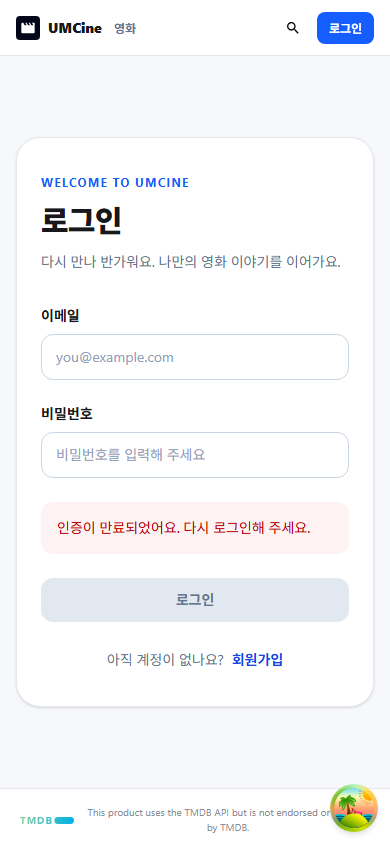 UMCine 영화 로그인
WELCOME TO UMCINE
로그인
다시 만나 반가워요. 나만의 영화 이야기를 이어가요.
이메일
you@example.com
비밀번호
비밀번호를 입력해 주세요
인증이 만료되었어요. 다시 로그인해 주세요.
로그인
아직 계정이 없나요? 회원가입
TMDB
This product uses the TMDB API but is not endorsed or
by TMDB.